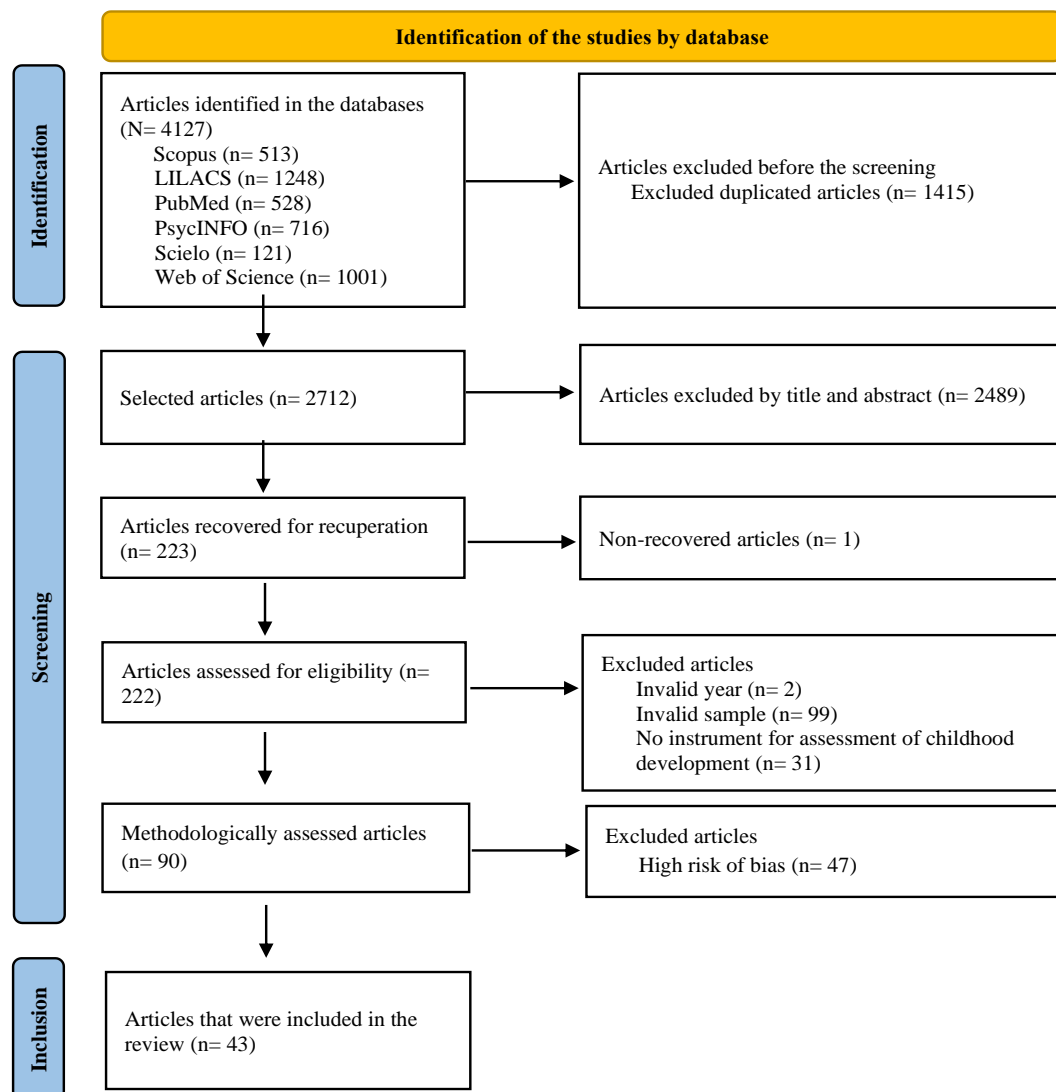 Identification of the studies by database
Identification
Articles identified in the databases
(N= 4127)
Scopus (n= 513)
LILACS (n= 1248)
PubMed (n= 528)
PsycINFO (n= 716)
Scielo (n= 121)
Web of Science (n= 1001)
Articles excluded before the screening
Excluded duplicated articles (n= 1415)
Screening
Selected articles (n= 2712)
Articles excluded by title and abstract (n= 2489)
Articles recovered for recuperation
(n= 223)
Non-recovered articles (n= 1)
Articles assessed for eligibility (n=
222)
Excluded articles
Invalid year (n= 2)
Invalid sample (n= 99)
No instrument for assessment of childhood
development (n= 31)
Methodologically assessed articles
(n= 90)
Excluded articles
High risk of bias (n= 47)
Inclusion
Articles that were included in the
review (n= 43)